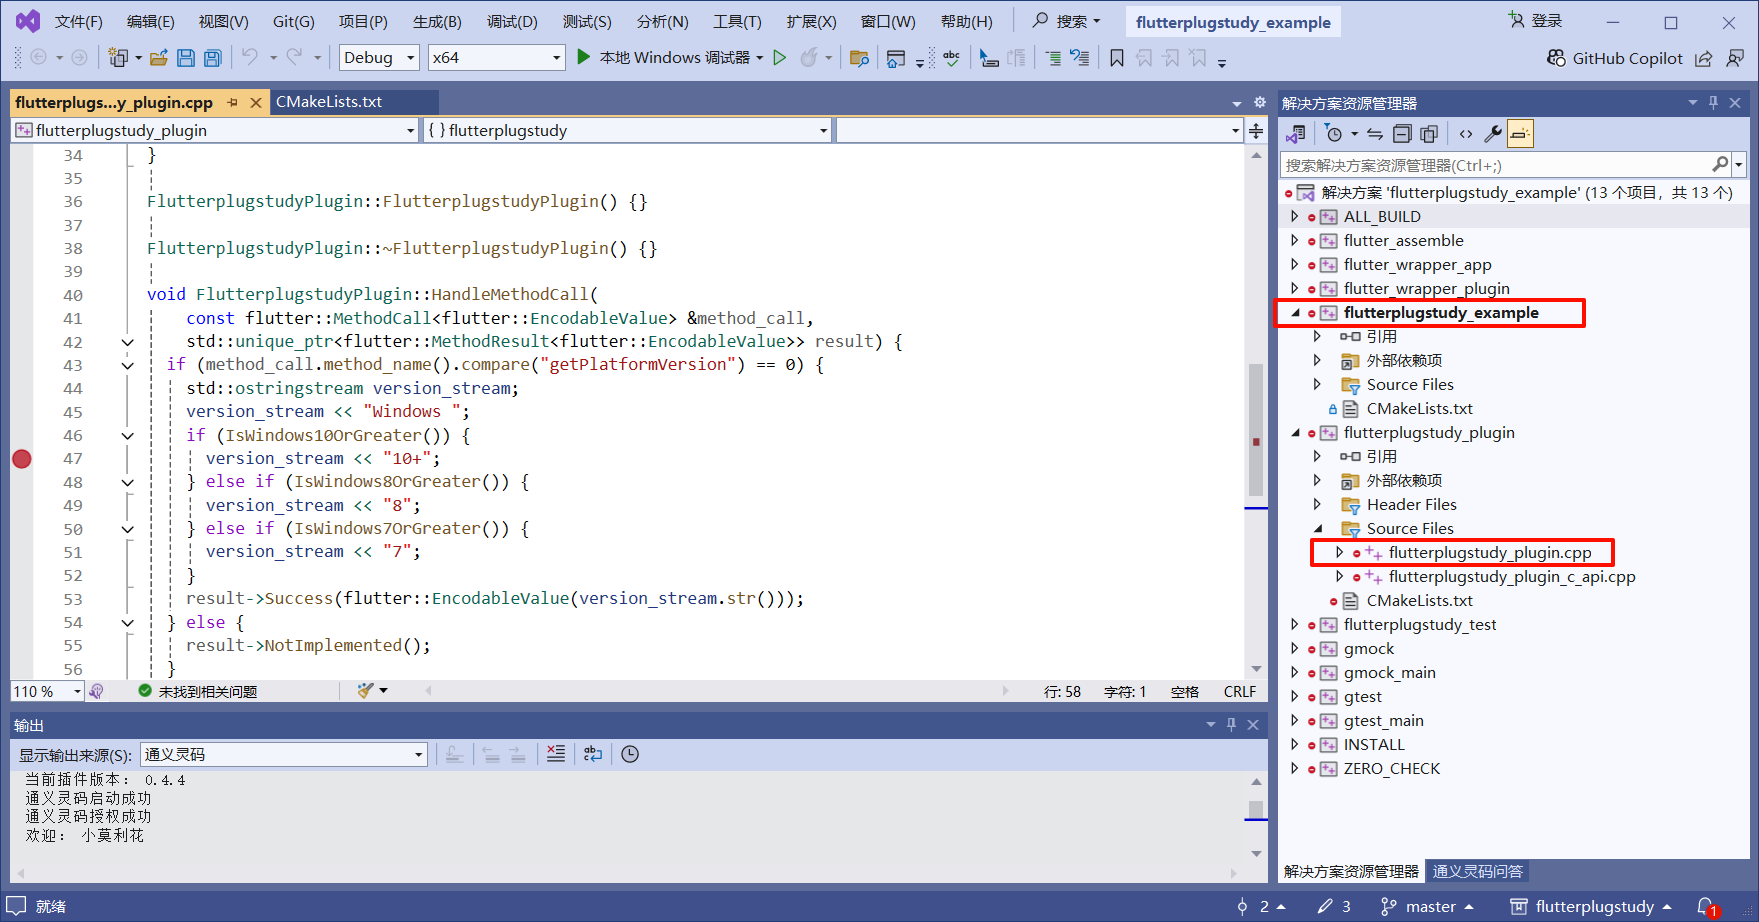 文件(F) 编辑(E) 视图(V) Git(G) 项目(P) 生成(B) 调试(D) 测试(S) 分析(N) 工具(T) 扩展(X) 窗口(W) 帮助(H) 搜索 flutterplugstudy_example 登录
Debug x64 本地 Windows 调试器 abc GitHub Copilot
flutterplugs...y_plugin.cpp CMakeLists.txt
flutterplugstudy_plugin { } flutterplugstudy
34 }
35
36 FlutterplugstudyPlugin::FlutterplugstudyPlugin() {}
37
38 FlutterplugstudyPlugin::~FlutterplugstudyPlugin() {}
39
40 void FlutterplugstudyPlugin::HandleMethodCall(
41 const flutter::MethodCall<flutter::EncodableValue> &method_call,
42 std::unique_ptr<flutter::MethodResult<flutter::EncodableValue>> result) {
43 if (method_call.method_name().compare("getPlatformVersion") == 0) {
44 std::ostringstream version_stream;
45 version_stream << "Windows ";
46 if (IsWindows10OrGreater()) {
47 version_stream << "10+";
48 } else if (IsWindows8OrGreater()) {
49 version_stream << "8";
50 } else if (IsWindows7OrGreater()) {
51 version_stream << "7";
52 }
53 result->Success(flutter::EncodableValue(version_stream.str()));
54 } else {
55 result->NotImplemented();
56 }
110 % 未找到相关问题 行: 58 字符: 1 空格 CRLF
输出
显示输出来源(S): 通义灵码 ab
当前插件版本： 0.4.4
通义灵码启动成功
通义灵码授权成功
欢迎： 小莫利花
解决方案资源管理器
搜索解决方案资源管理器(Ctrl+;)
解决方案 'flutterplugstudy_example' (13 个项目，共 13 个)
ALL_BUILD
flutter_assemble
flutter_wrapper_app
flutter_wrapper_plugin
flutterplugstudy_example
引用
外部依赖项
Source Files
CMakeLists.txt
flutterplugstudy_plugin
引用
外部依赖项
Header Files
Source Files
flutterplugstudy_plugin.cpp
flutterplugstudy_plugin_c_api.cpp
CMakeLists.txt
flutterplugstudy_test
gmock
gmock_main
gtest
gtest_main
INSTALL
ZERO_CHECK
解决方案资源管理器 通义灵码问答
就绪 2 3 master flutterplugstudy 1